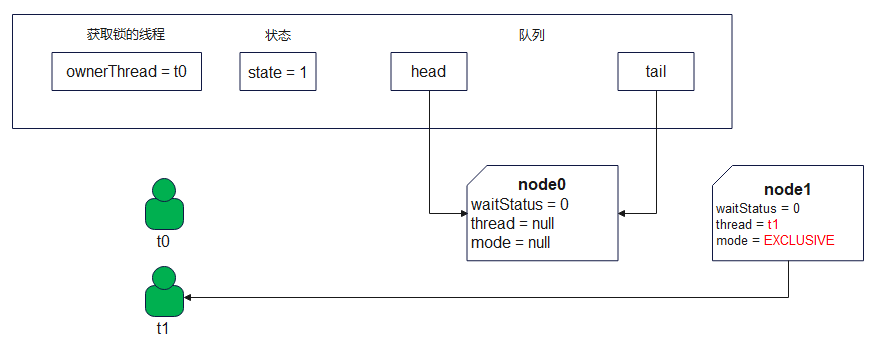 获取锁的线程
状态
队列
ownerThread = t0
state = 1
head
tail
node0
waitStatus = 0
thread = null
mode = null
node1
waitStatus = 0
thread = t1
mode = EXCLUSIVE
t0
t1